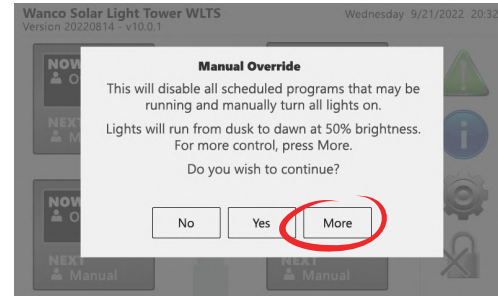 Wanco Solar Light Tower WLTS
Wednesday 9/21/2022 20:32
Version 20220814 - v10.0.1
NOW
Manual Override
This will disable all scheduled programs that may be
running and manually turn all lights on.
Lights will run from dusk to dawn at 50% brightness.
For more control, press More.
Do you wish to continue?
NEXT
NOW
No
Yes
More
NEXT
Manual
NEXT
Manual